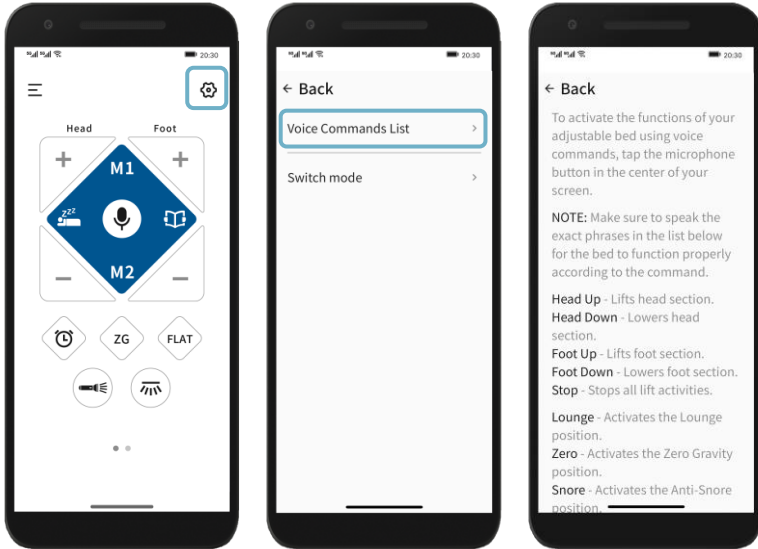 5G 5G 20:30
Head Foot
+ M1 +
zzz
- M2 -
ZG FLAT
20:30
← Back
Voice Commands List >
Switch mode >
20:30
← Back
To activate the functions of your
adjustable bed using voice
commands, tap the microphone
button in the center of your
screen.
NOTE: Make sure to speak the
exact phrases in the list below
for the bed to function properly
according to the command.
Head Up - Lifts head section.
Head Down - Lowers head
section.
Foot Up - Lifts foot section.
Foot Down - Lowers foot section.
Stop - Stops all lift activities.
Lounge - Activates the Lounge
position.
Zero - Activates the Zero Gravity
position.
Snore - Activates the Anti-Snore
position.